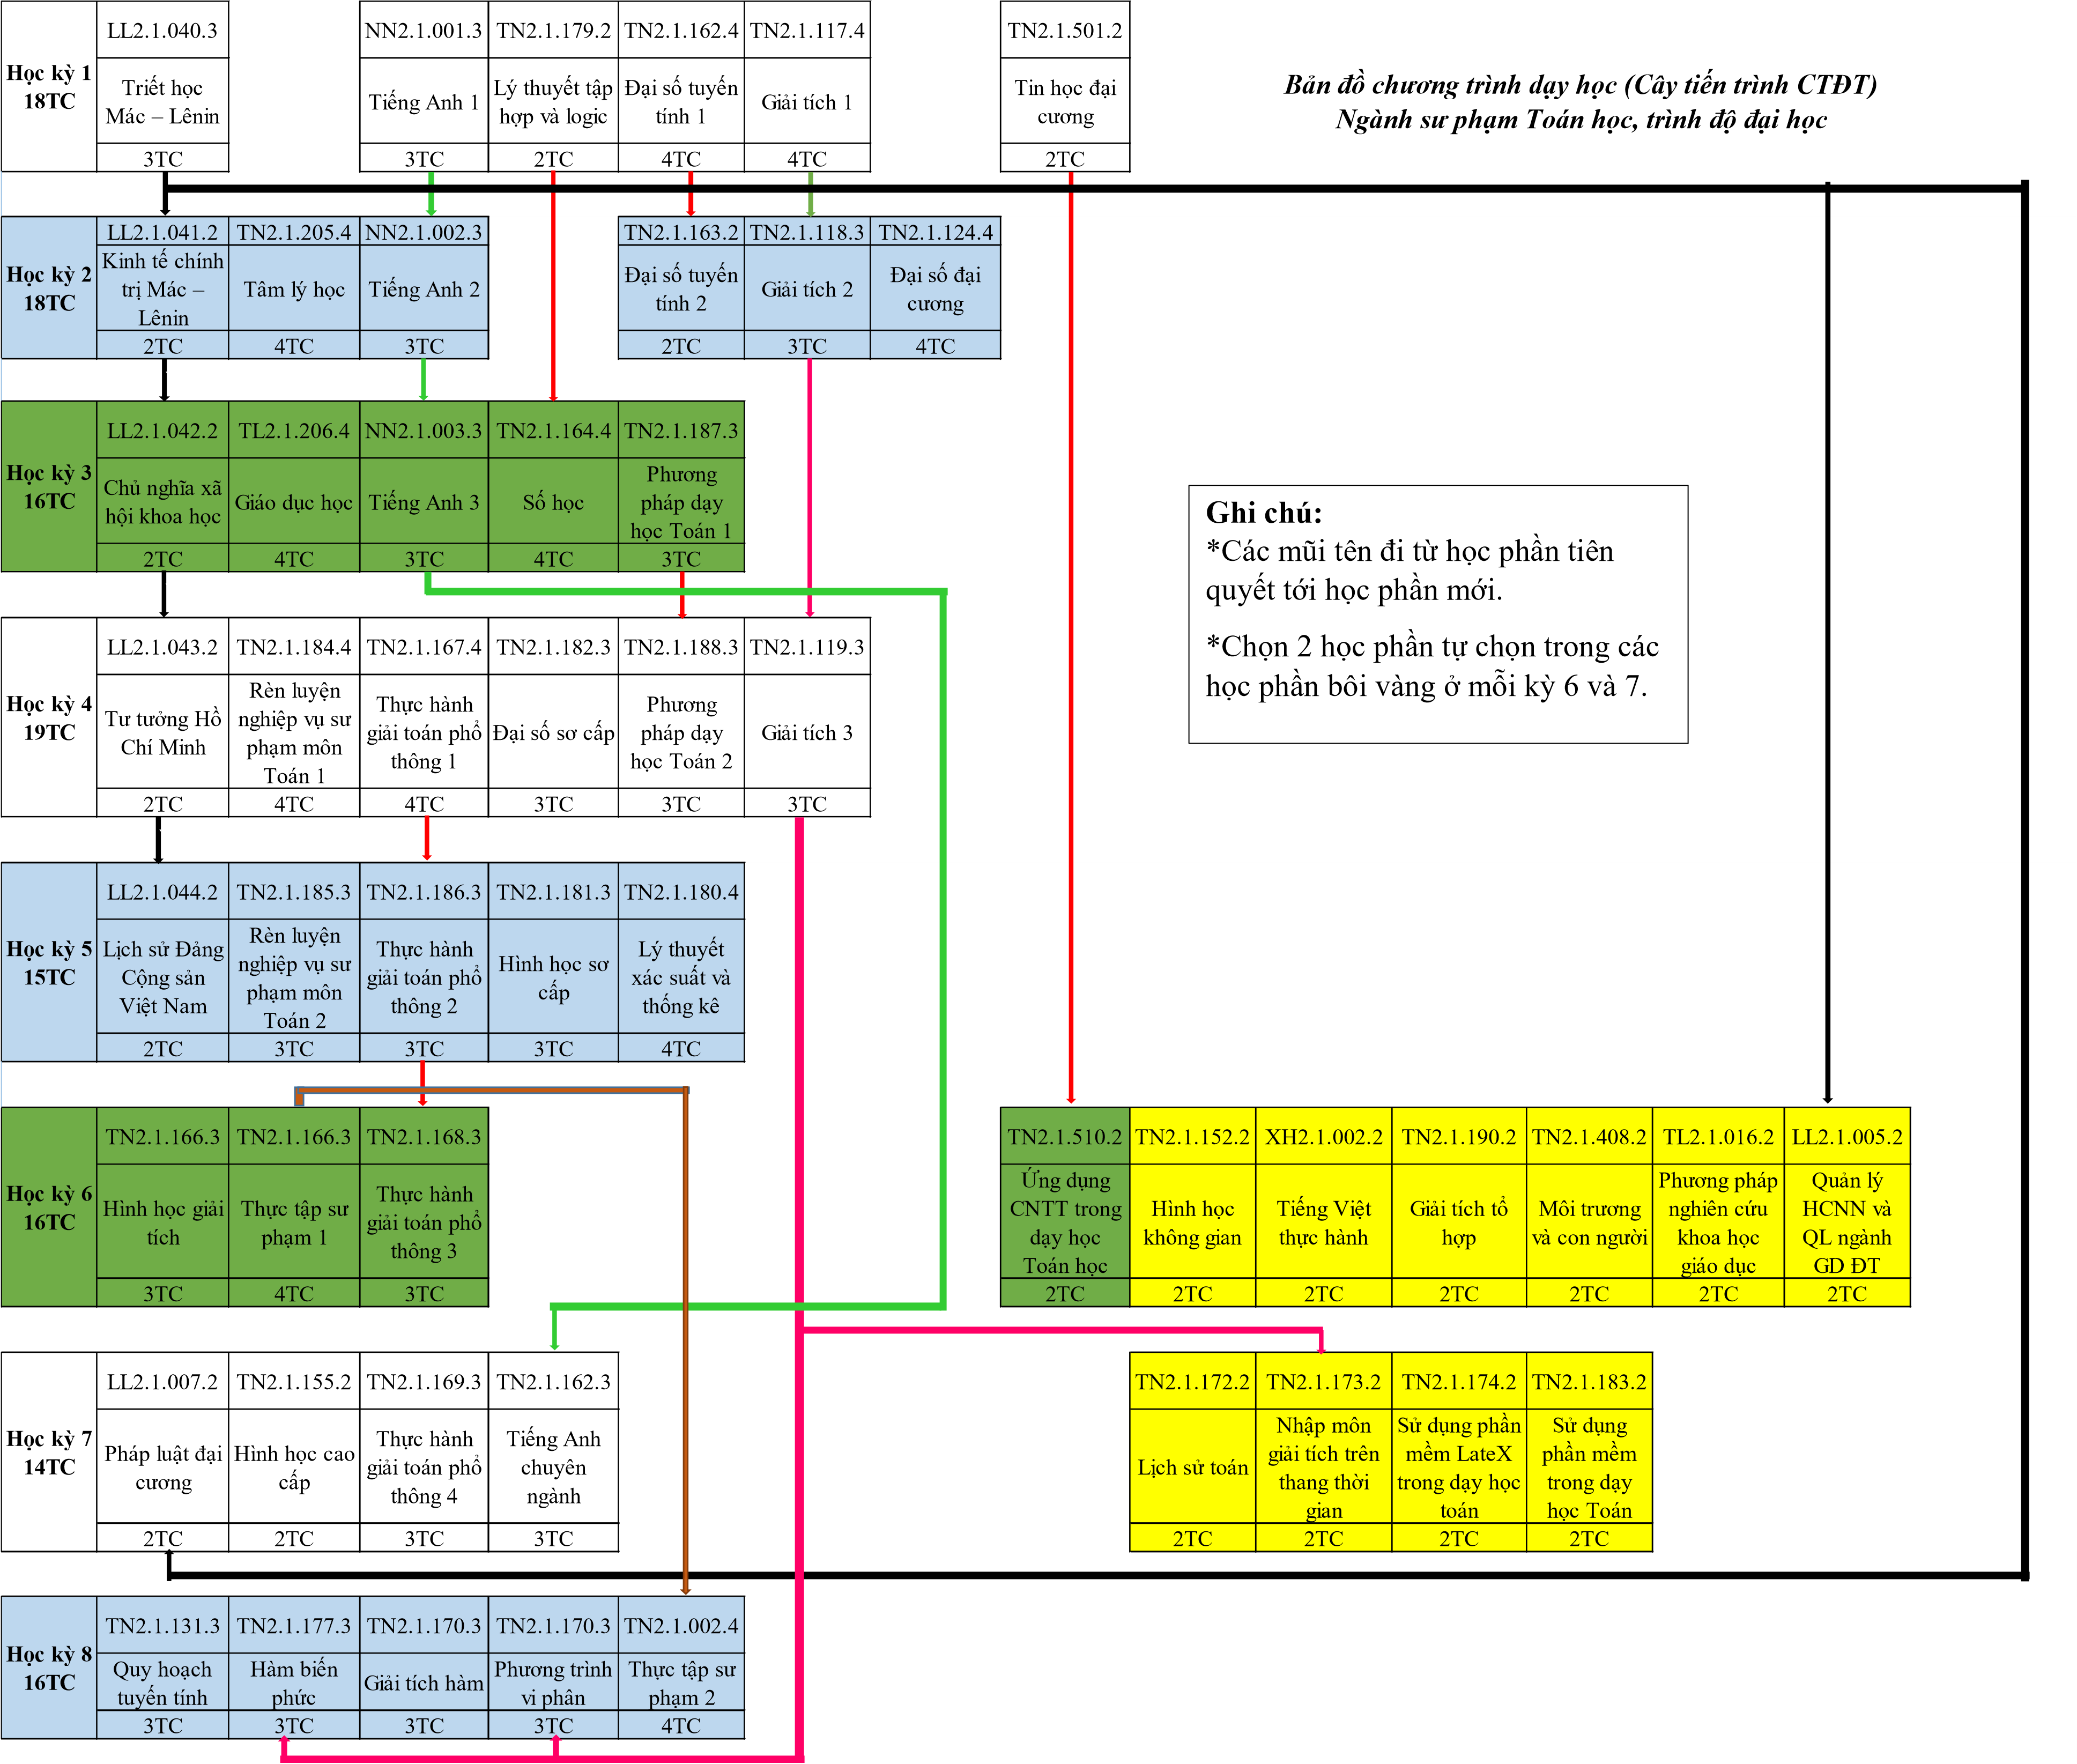 LL2.1.040.3
NN2.1.001.3
TN2.1.179.2
TN2.1.162.4
TN2.1.117.4
TN2.1.501.2
Học kỳ 1
18TC
Triết học
Mác – Lênin
Tiếng Anh 1
Lý thuyết tập
hợp và logic
Đại số tuyến
tính 1
Giải tích 1
Tin học đại
cương
3TC
3TC
2TC
4TC
4TC
2TC
Bản đồ chương trình dạy học (Cây tiến trình CTĐT)
Ngành sư phạm Toán học, trình độ đại học
LL2.1.041.2
TN2.1.205.4
NN2.1.002.3
TN2.1.163.2
TN2.1.118.3
TN2.1.124.4
Học kỳ 2
18TC
Kinh tế chính
trị Mác –
Lênin
Tâm lý học
Tiếng Anh 2
Đại số tuyến
tính 2
Giải tích 2
Đại số đại
cương
2TC
4TC
3TC
2TC
3TC
4TC
LL2.1.042.2
TL2.1.206.4
NN2.1.003.3
TN2.1.164.4
TN2.1.187.3
Học kỳ 3
16TC
Chủ nghĩa xã
hội khoa học
Giáo dục học
Tiếng Anh 3
Số học
Phương
pháp dạy
học Toán 1
2TC
4TC
3TC
4TC
3TC
Ghi chú:
*Các mũi tên đi từ học phần tiên
quyết tới học phần mới.
*Chọn 2 học phần tự chọn trong các
học phần bôi vàng ở mỗi kỳ 6 và 7.
LL2.1.043.2
TN2.1.184.4
TN2.1.167.4
TN2.1.182.3
TN2.1.188.3
TN2.1.119.3
Học kỳ 4
19TC
Tư tưởng Hồ
Chí Minh
Rèn luyện
nghiệp vụ sư
phạm môn
Toán 1
Thực hành
giải toán phổ
thông 1
Đại số sơ cấp
Phương
pháp dạy
học Toán 2
Giải tích 3
2TC
4TC
4TC
3TC
3TC
3TC
LL2.1.044.2
TN2.1.185.3
TN2.1.186.3
TN2.1.181.3
TN2.1.180.4
Học kỳ 5
15TC
Lịch sử Đảng
Cộng sản
Việt Nam
Rèn luyện
nghiệp vụ sư
phạm môn
Toán 2
Thực hành
giải toán phổ
thông 2
Hình học sơ
cấp
Lý thuyết
xác suất và
thống kê
2TC
3TC
3TC
3TC
4TC
TN2.1.166.3
TN2.1.166.3
TN2.1.168.3
TN2.1.510.2
TN2.1.152.2
XH2.1.002.2
TN2.1.190.2
TN2.1.408.2
TL2.1.016.2
LL2.1.005.2
Học kỳ 6
16TC
Hình học giải
tích
Thực tập sư
phạm 1
Thực hành
giải toán phổ
thông 3
Ứng dụng
CNTT trong
dạy học
Toán học
Hình học
không gian
Tiếng Việt
thực hành
Giải tích tổ
hợp
Môi trương
và con người
Phương pháp
nghiên cứu
khoa học
giáo dục
Quản lý
HCNN và
QL ngành
GD ĐT
3TC
4TC
3TC
2TC
2TC
2TC
2TC
2TC
2TC
2TC
LL2.1.007.2
TN2.1.155.2
TN2.1.169.3
TN2.1.162.3
TN2.1.172.2
TN2.1.173.2
TN2.1.174.2
TN2.1.183.2
Học kỳ 7
14TC
Pháp luật đại
cương
Hình học cao
cấp
Thực hành
giải toán phổ
thông 4
Tiếng Anh
chuyên
ngành
Lịch sử toán
Nhập môn
giải tích trên
thang thời
gian
Sử dụng phần
mềm LateX
trong dạy học
toán
Sử dụng
phần mềm
trong dạy
học Toán
2TC
2TC
3TC
3TC
2TC
2TC
2TC
2TC
TN2.1.131.3
TN2.1.177.3
TN2.1.170.3
TN2.1.170.3
TN2.1.002.4
Học kỳ 8
16TC
Quy hoạch
tuyến tính
Hàm biến
phức
Giải tích hàm
Phương trình
vi phân
Thực tập sư
phạm 2
3TC
3TC
3TC
3TC
4TC